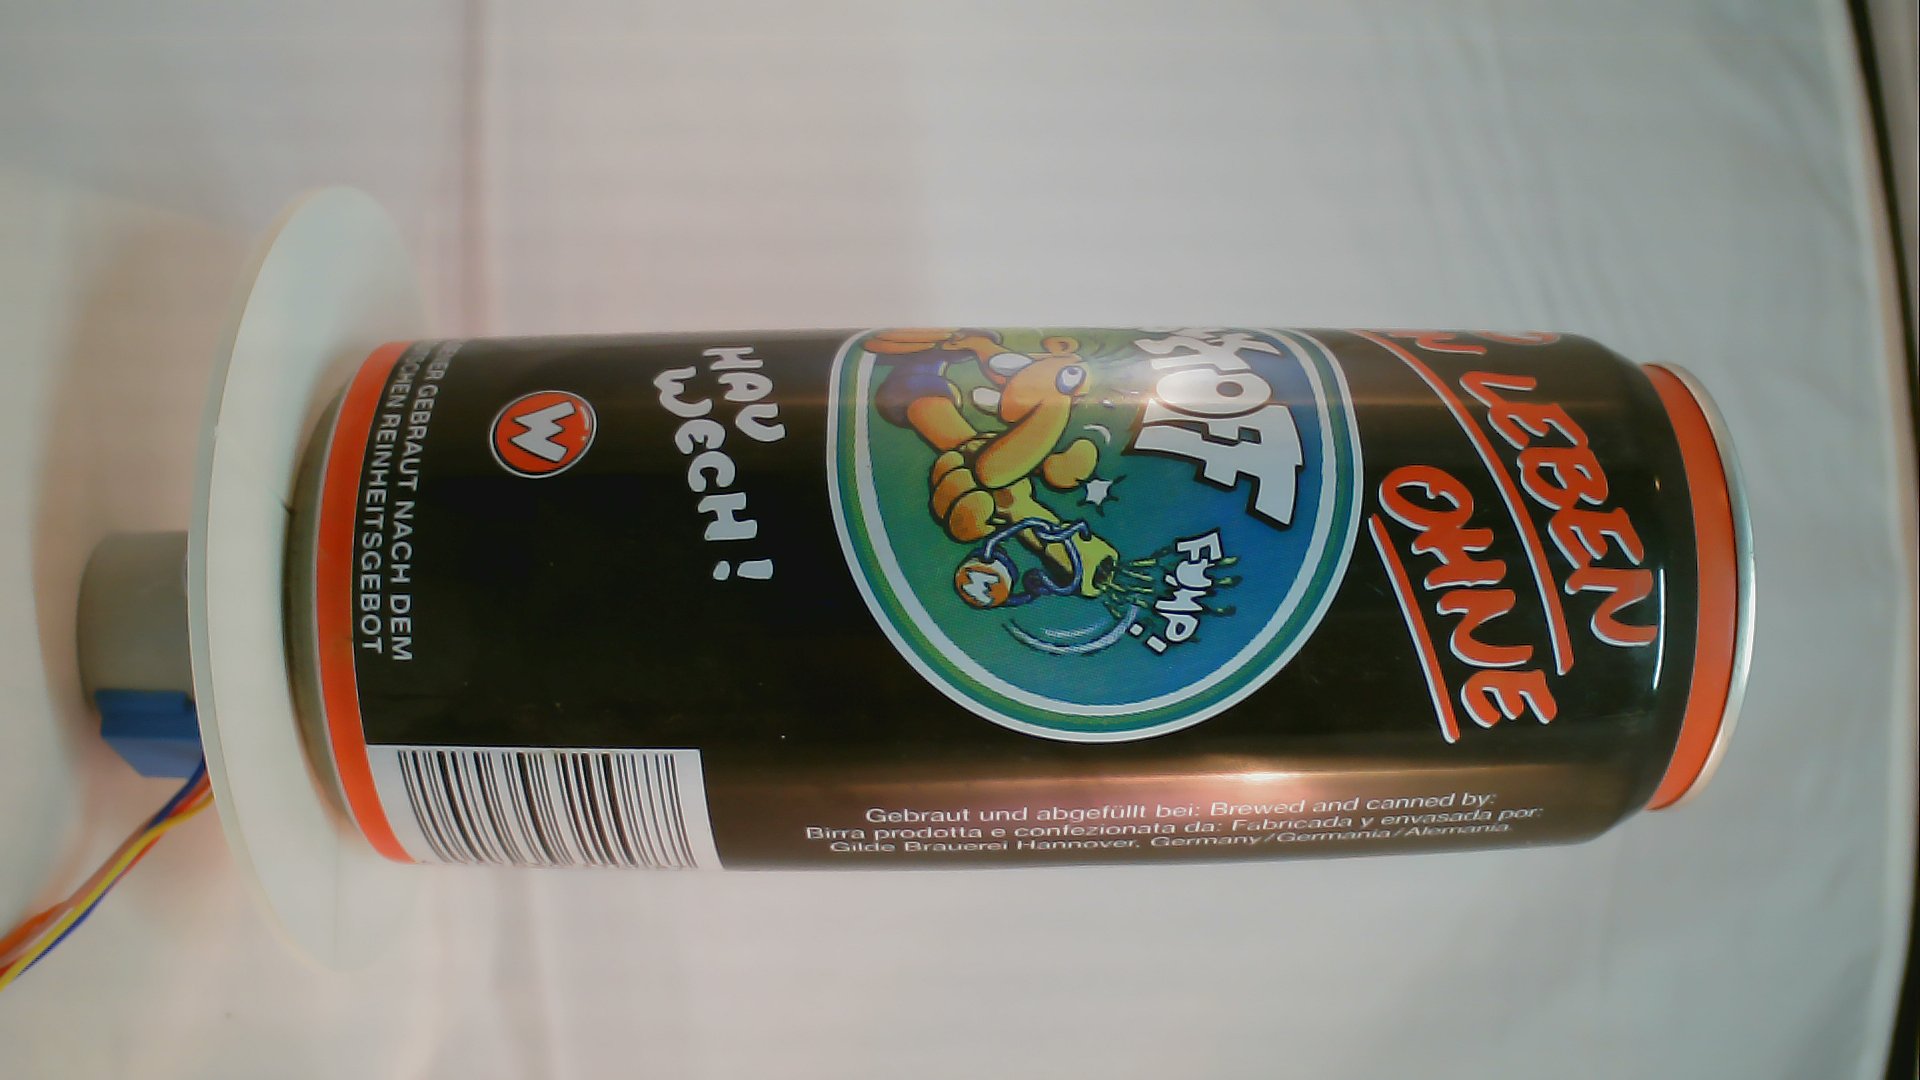 LEBEN
OHNE
FUMP!
W
HAU
WECH!
W
GEBRAUT NACH DEM
REINHEITSGEBOT
Gebraut und abgefüllt bei: Brewed and canned by:
Birra prodotta e confezionata da: Fabricada y envasada por:
Gilde Brauerei Hannover, Germany/Germania/Alemania.